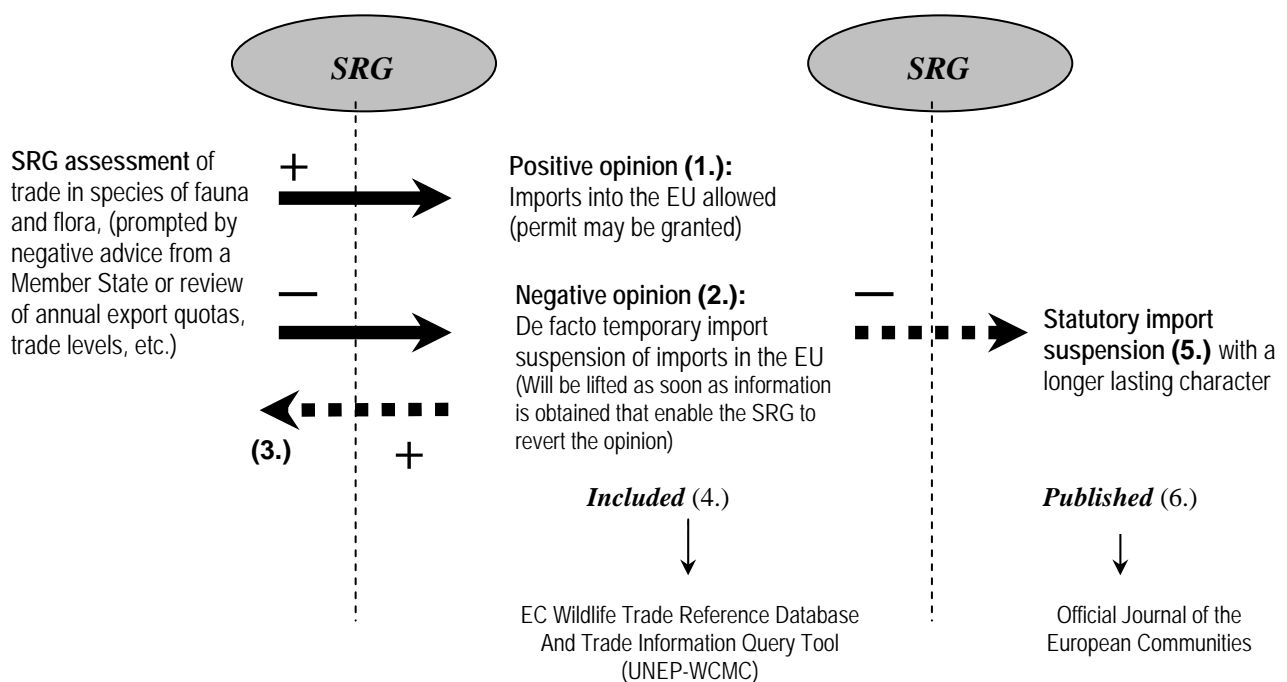 SRG
SRG
SRG assessment of
trade in species of fauna
and flora, (prompted by
negative advice from a
Member State or review
of annual export quotas,
trade levels, etc.)
+
Positive opinion (1.):
Imports into the EU allowed
(permit may be granted)
—
Negative opinion (2.):
De facto temporary import
suspension of imports in the EU
(Will be lifted as soon as information
is obtained that enable the SRG to
revert the opinion)
(3.)
+
—
Statutory import
suspension (5.) with a
longer lasting character
Included (4.)
EC Wildlife Trade Reference Database
And Trade Information Query Tool
(UNEP-WCMC)
Published (6.)
Official Journal of the
European Communities